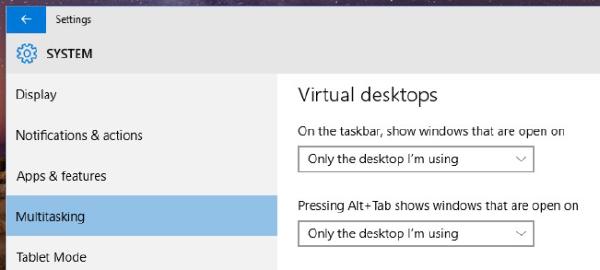 Settings
SYSTEM
Display
Notifications & actions
Apps & features
Multitasking
Tablet Mode
Virtual desktops
On the taskbar, show windows that are open on
Only the desktop I'm using
Pressing Alt+Tab shows windows that are open on
Only the desktop I'm using